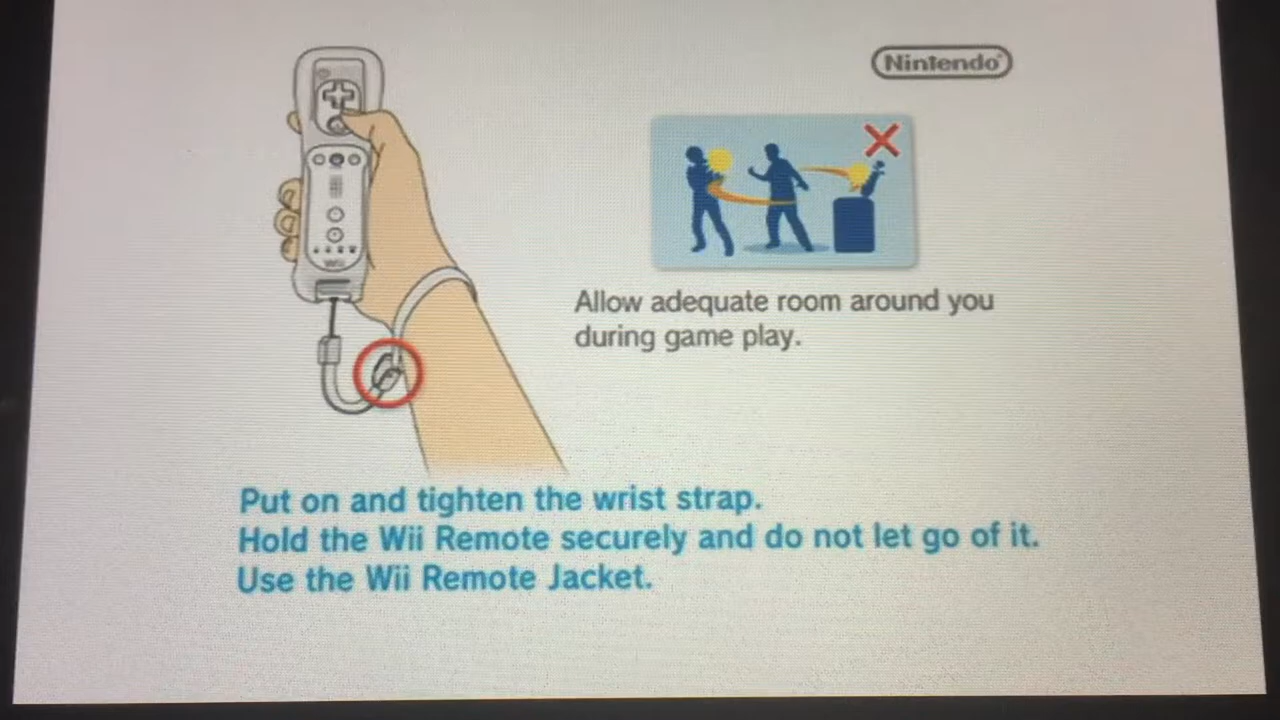 Nintendo
Wii
Allow adequate room around you
during game play.
Put on and tighten the wrist strap.
Hold the Wii Remote securely and do not let go of it.
Use the Wii Remote Jacket.